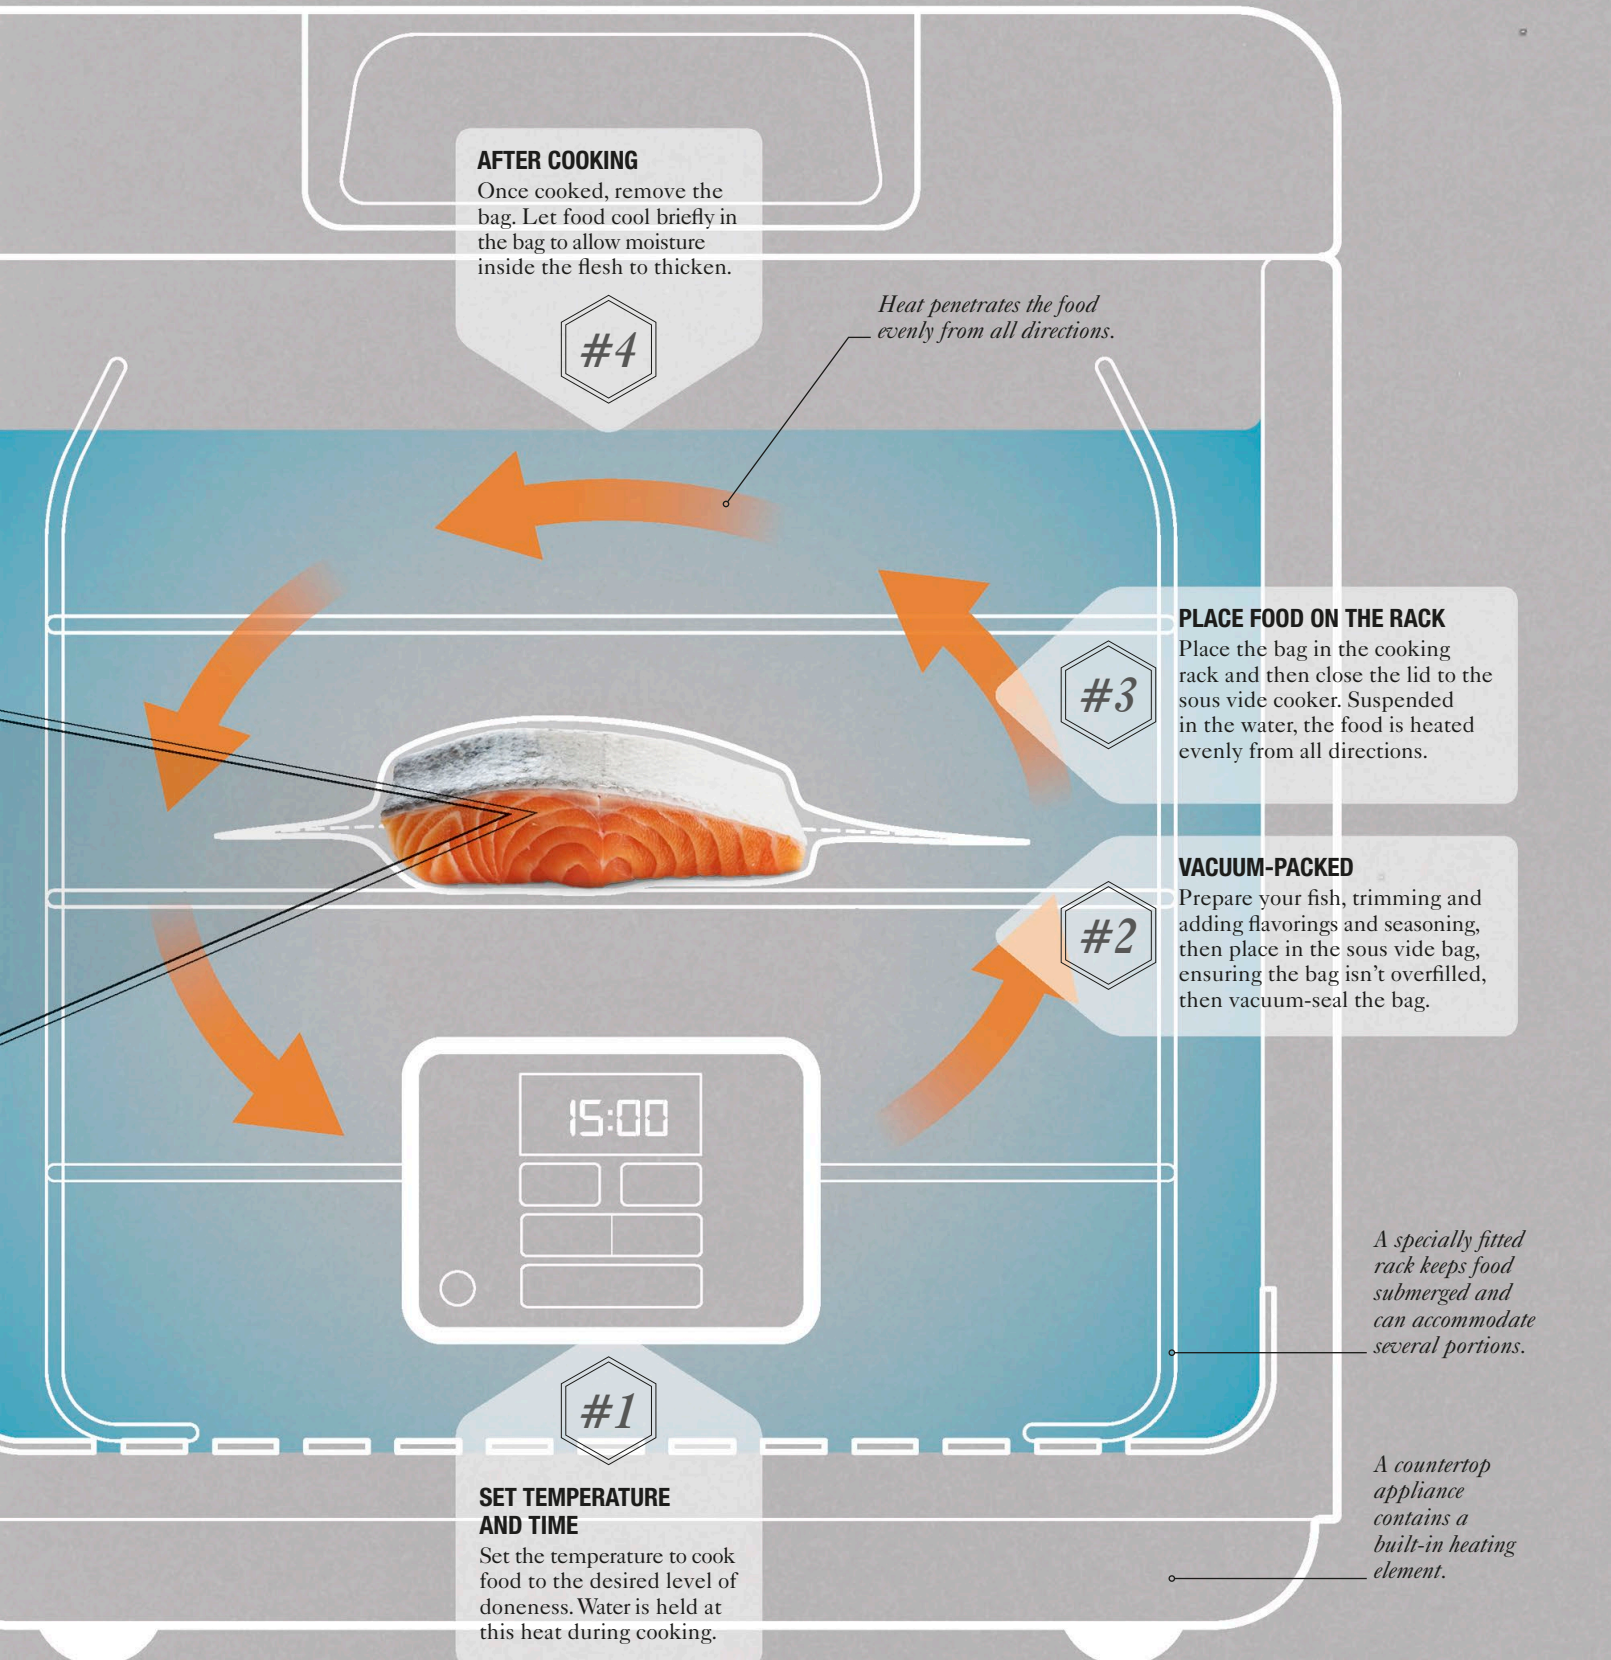 AFTER COOKING
Once cooked, remove the
bag. Let food cool briefly in
the bag to allow moisture
inside the flesh to thicken.
#4
Heat penetrates the food
evenly from all directions.
PLACE FOOD ON THE RACK
Place the bag in the cooking
rack and then close the lid to the
sous vide cooker. Suspended
in the water, the food is heated
evenly from all directions.
#3
VACUUM-PACKED
Prepare your fish, trimming and
adding flavorings and seasoning,
then place in the sous vide bag,
ensuring the bag isn't overfilled,
then vacuum-seal the bag.
#2
15:00
A specially fitted
rack keeps food
submerged and
can accommodate
several portions.
#1
SET TEMPERATURE
AND TIME
Set the temperature to cook
food to the desired level of
doneness. Water is held at
this heat during cooking.
A countertop
appliance
contains a
built-in heating
element.